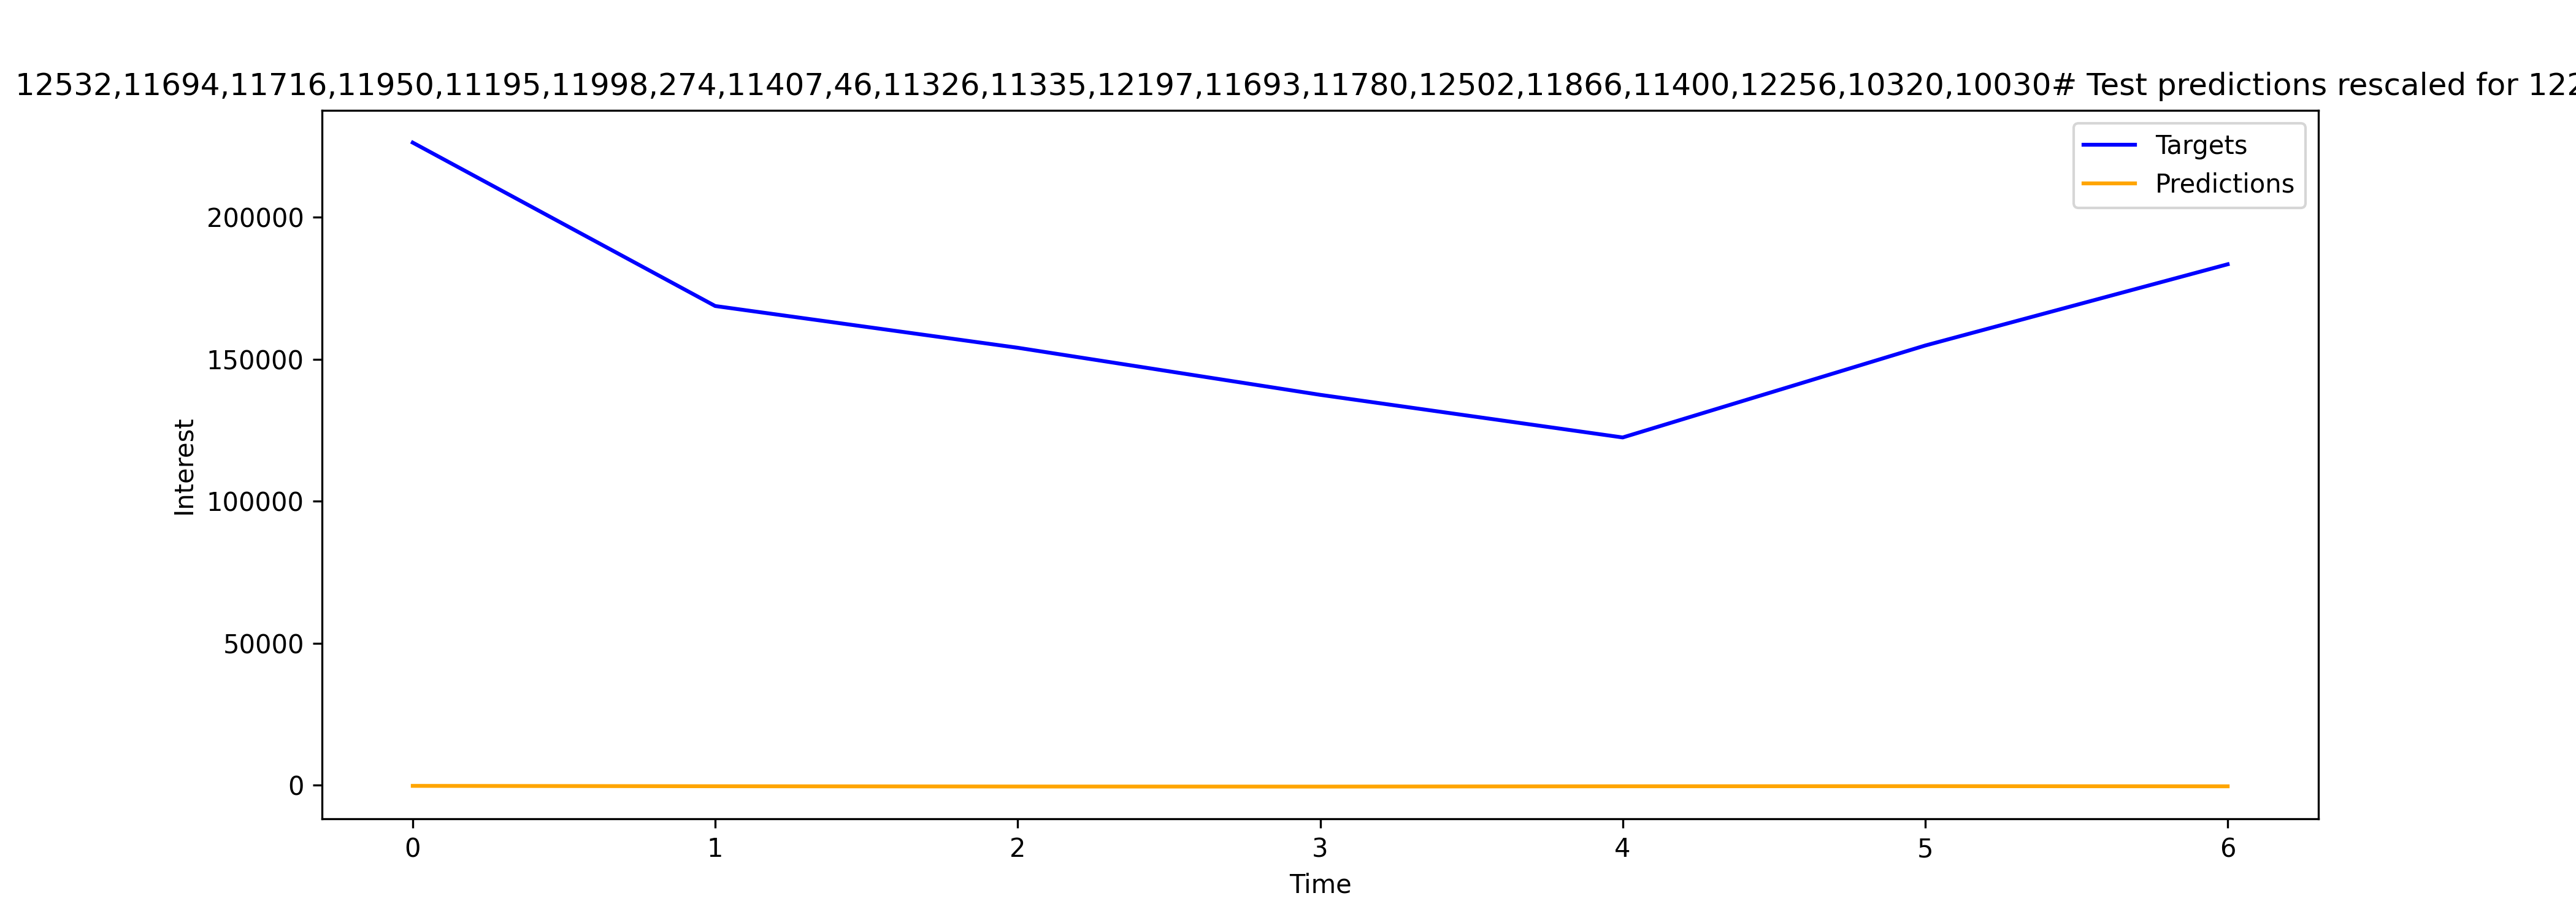 12532,11694,11716,11950,11195,11998,274,11407,46,11326,11335,12197,11693,11780,12502,11866,11400,12256,10320,10030# Test predictions rescaled for 122
Targets
Predictions
200000
150000
100000
50000
0
Interest
0 1 2 3 4 5 6
Time